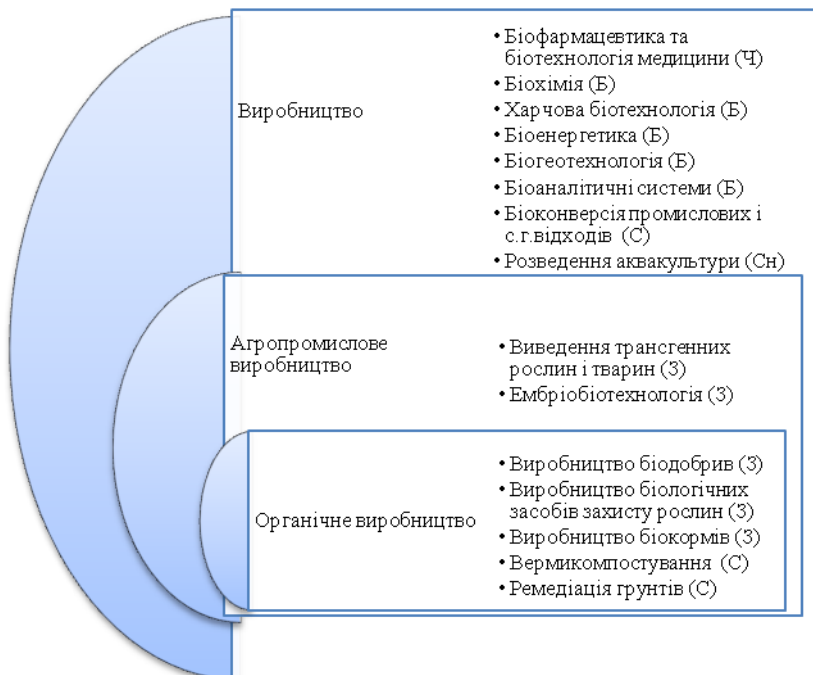 Виробництво
• Біофармацевтика та
біотехнологія медицини (Ч)
• Біохімія (Б)
• Харчова біотехнологія (Б)
• Біоенергетика (Б)
• Біогеотехнологія (Б)
• Біоаналітичні системи (Б)
• Біоконверсія промислових і
с.г.відходів (С)
• Розведення аквакультури (Сн)
Агропромислове
виробництво
• Виведення трансгенних
рослин і тварин (З)
• Ембріобіотехнологія (З)
Органічне виробництво
• Виробництво біодобрив (З)
• Виробництво біологічних
засобів захисту рослин (З)
• Виробництво біокормів (З)
• Вермикомпостування (С)
• Ремедіація грунтів (С)